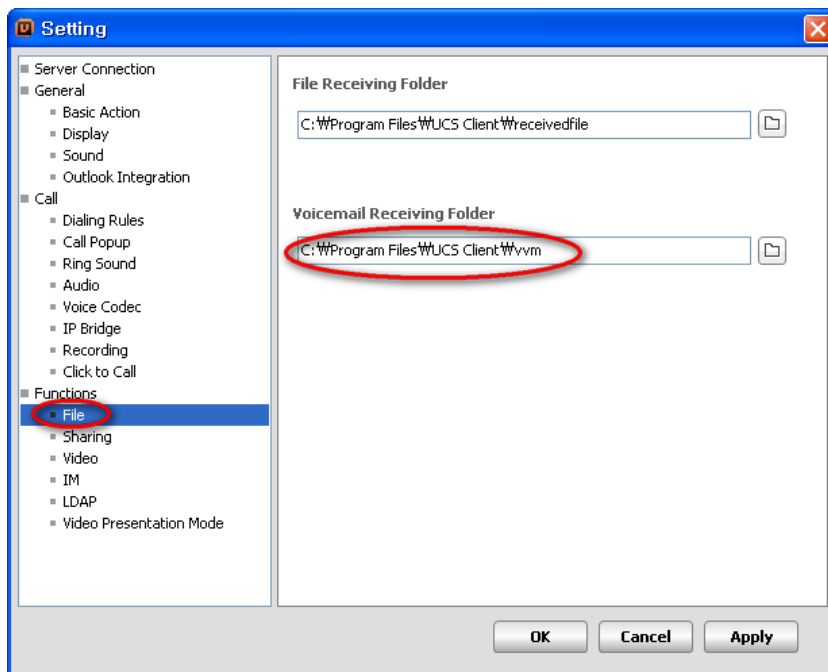 Setting
Server Connection
General
Basic Action
Display
Sound
Outlook Integration
Call
Dialing Rules
Call Popup
Ring Sound
Audio
Voice Codec
IP Bridge
Recording
Click to Call
Functions
File
Sharing
Video
IM
LDAP
Video Presentation Mode
File Receiving Folder
C:₩Program Files₩UCS Client₩receivedfile
Voicemail Receiving Folder
C:₩Program Files₩UCS Client₩vvm
OK Cancel Apply